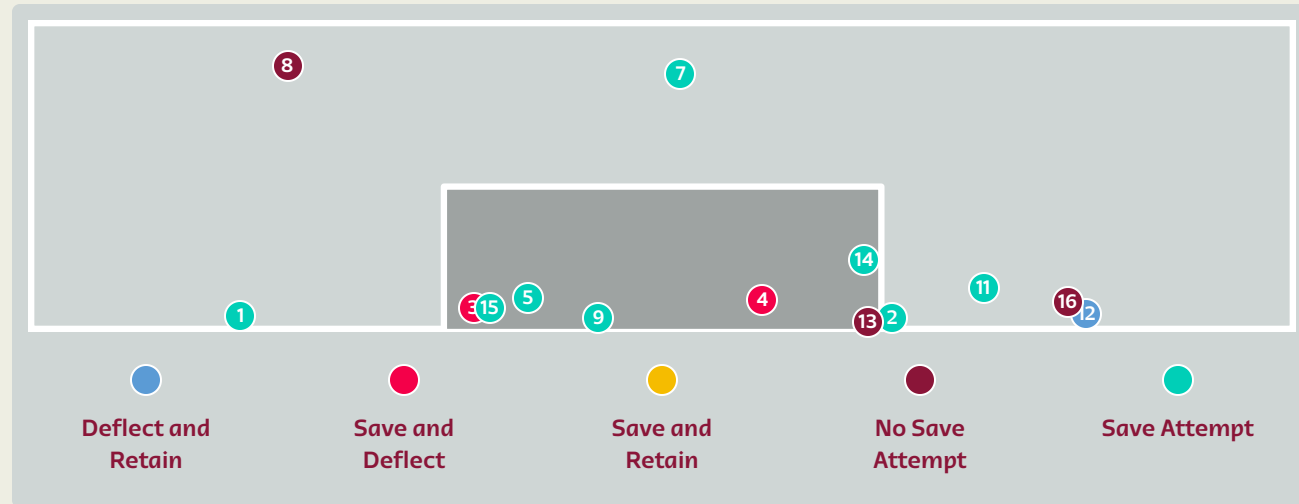 8
7
14
11
16
5
4
3
15
12
1
9
2
13
Deflect and
Retain
Save and
Deflect
Save and
Retain
No Save
Attempt
Save Attempt